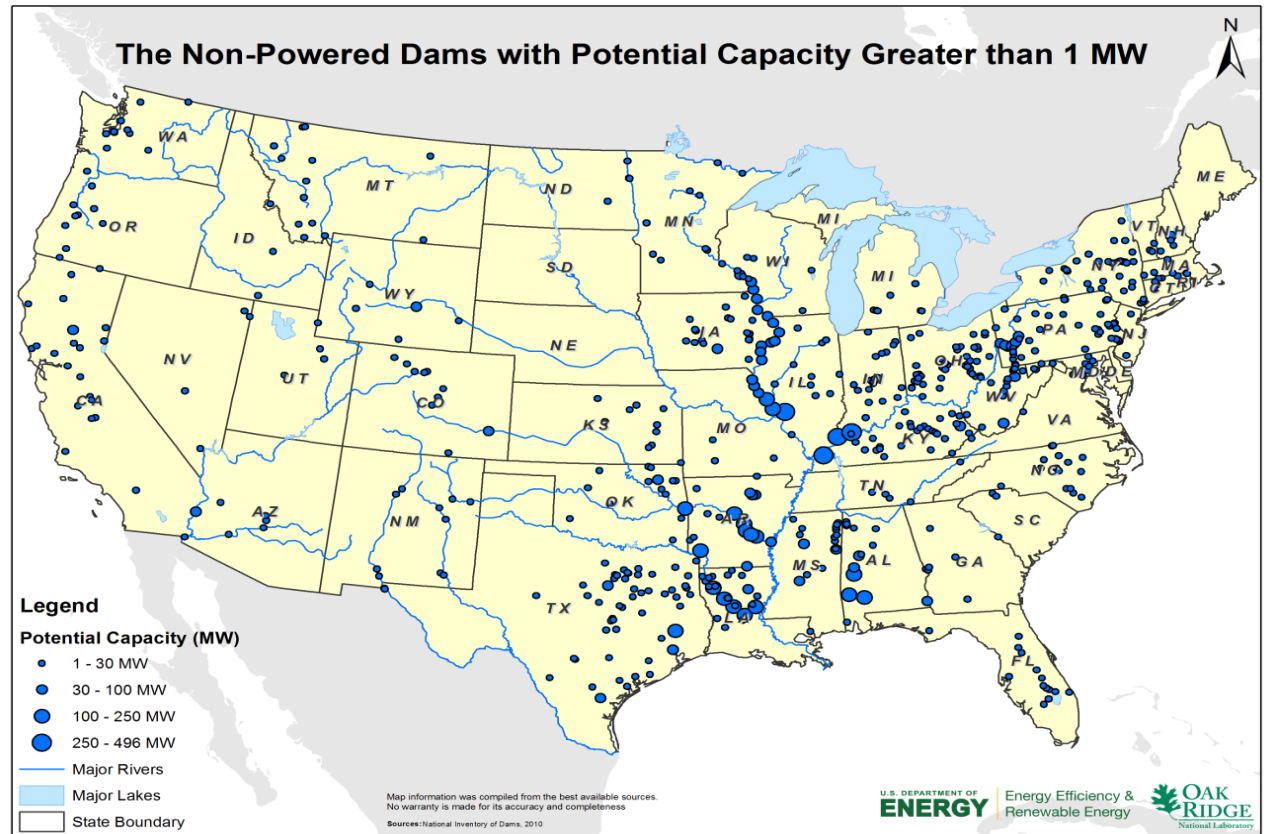 The Non-Powered Dams with Potential Capacity Greater than 1 MW
N
WA
MT
ND
MN
ME
OR
ID
SD
WI
MI
MI
VT
NH
NY
MA
CT
RI
WY
IA
PA
NJ
NE
NV
UT
CO
IL
IN
OH
MD
DE
WV
CA
KS
MO
KY
VA
AZ
NM
OK
AR
TN
NC
SC
MS
AL
GA
TX
LA
FL
Legend
Potential Capacity (MW)
1 - 30 MW
30 - 100 MW
100 - 250 MW
250 - 496 MW
Major Rivers
Major Lakes
State Boundary
Map information was compiled from the best available sources.
No warranty is made for its accuracy and completeness
Sources: National Inventory of Dams, 2010
U.S. DEPARTMENT OF
ENERGY
Energy Efficiency &
Renewable Energy
OAK
RIDGE
National Laboratory